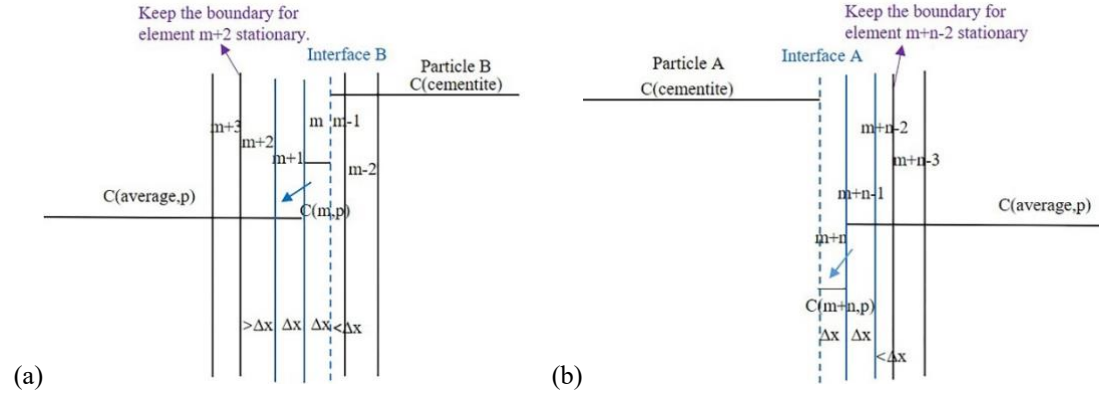 Keep the boundary for
element m+2 stationary.
Interface B
Particle B
C(cementite)
m+3
m+2
m+1
m
m-1
m-2
C(average,p)
C(m,p)
>Δx
Δx
Δx
<Δx
(a)
Keep the boundary for
element m+n-2 stationary
Interface A
Particle A
C(cementite)
m+n-2
m+n-3
m+n-1
C(average,p)
m+n
C(m+n,p)
Δx
Δx
<Δx
(b)